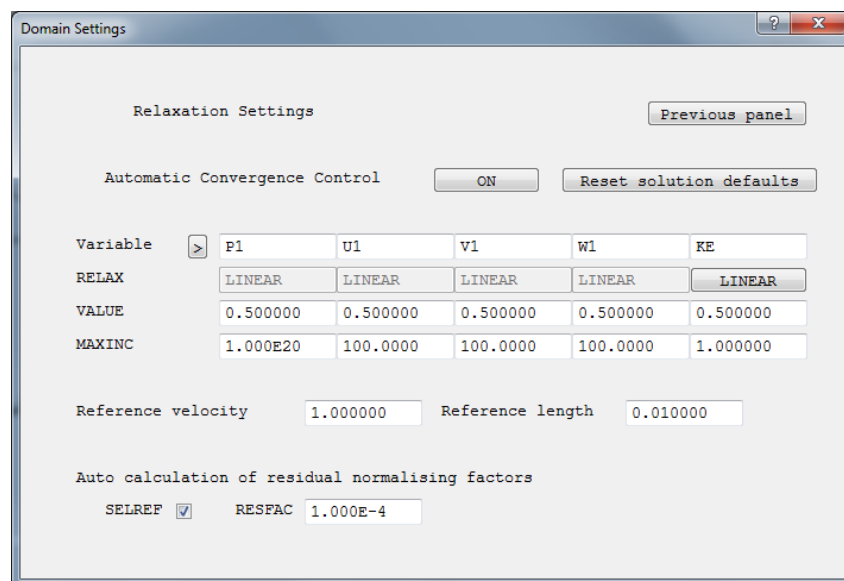 Domain Settings ? X
Relaxation Settings Previous panel
Automatic Convergence Control ON Reset solution defaults
Variable > P1 U1 V1 W1 KE
RELAX LINEAR LINEAR LINEAR LINEAR LINEAR
VALUE 0.500000 0.500000 0.500000 0.500000 0.500000
MAXINC 1.000E20 100.0000 100.0000 100.0000 1.000000
Reference velocity 1.000000 Reference length 0.010000
Auto calculation of residual normalising factors
SELREF RESFAC 1.000E-4